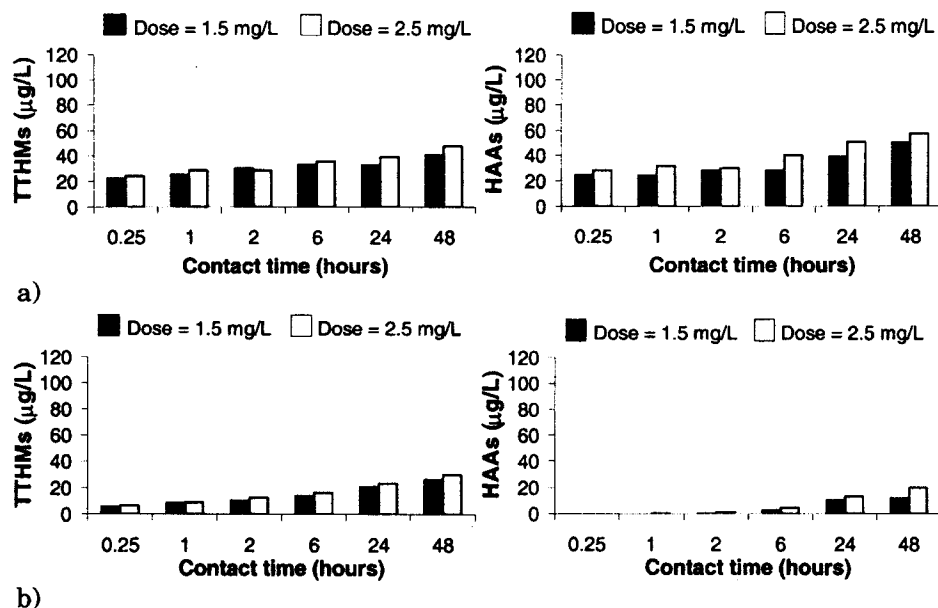 Dose = 1.5 mg/L Dose = 2.5 mg/L
TTHMs (μg/L)
120
100
80
60
40
20
0
0.25 1 2 6 24 48
Contact time (hours)
Dose = 1.5 mg/L Dose = 2.5 mg/L
HAAs (μg/L)
120
100
80
60
40
20
0
0.25 1 2 6 24 48
Contact time (hours)
a)
Dose = 1.5 mg/L Dose = 2.5 mg/L
TTHMs (μg/L)
120
100
80
60
40
20
0
0.25 1 2 6 24 48
Contact time (hours)
Dose = 1.5 mg/L Dose = 2.5 mg/L
HAAs (μg/L)
120
100
80
60
40
20
0
0.25 1 2 6 24 48
Contact time (hours)
b)